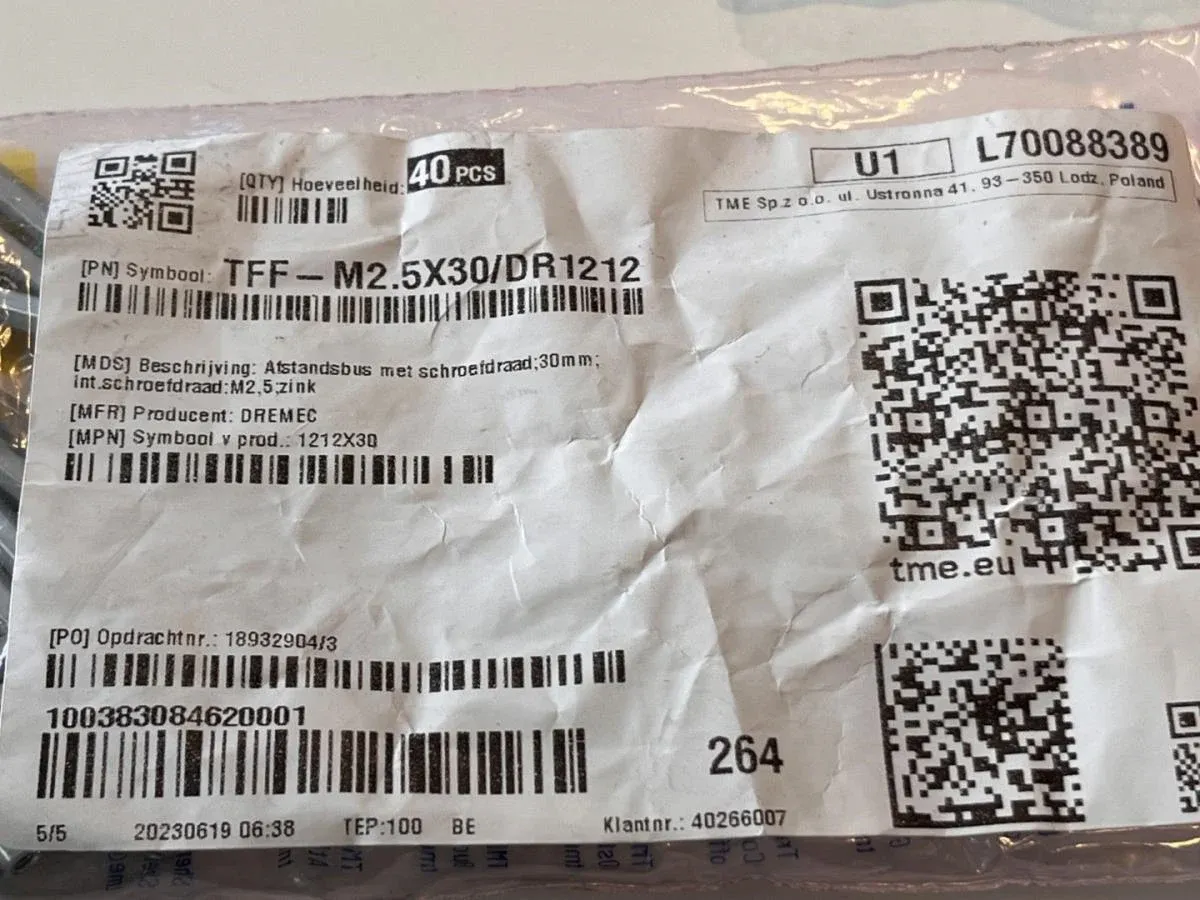 [QTY] Hoeveelheid: 40 PCS
U1 L70088389
TME Sp.z o.o. ul. Ustronna 41, 93-350 Lodz, Poland
[PN] Symbool: TFF-M2.5X30/DR1212
[MDS] Beschrijving: Afstandsbus met schroefdraad;30mm;
int.schroefdraad:M2,5;zink
[MFR] Producent: DREMEC
[MPN] Symbool v prod.: 1212X30
tme.eu
[PO] Opdrachtnr.: 18932904/3
100383084620001
264
5/5 20230619 06:38 TEP:100 BE Klantnr.: 40266007